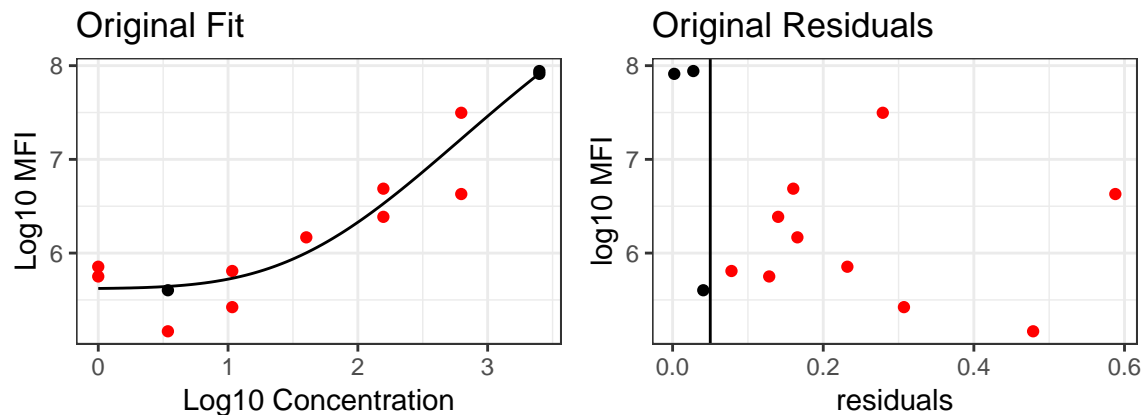 Original Fit
Log10 MFI
8
7
6
0
1
2
3
Log10 Concentration
Original Residuals
log10 MFI
8
7
6
0.0
0.2
0.4
0.6
residuals